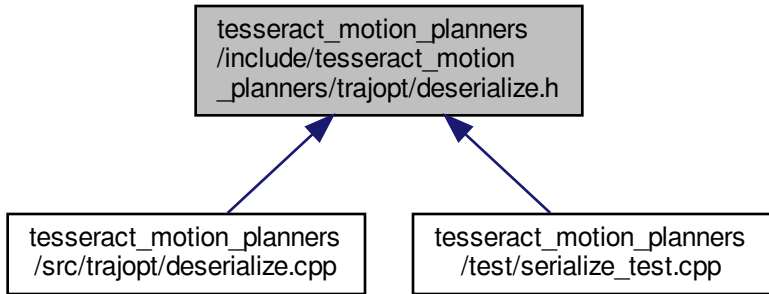 tesseract_motion_planners
/include/tesseract_motion
_planners/trajopt/deserialize.h
tesseract_motion_planners
/src/trajopt/deserialize.cpp
tesseract_motion_planners
/test/serialize_test.cpp